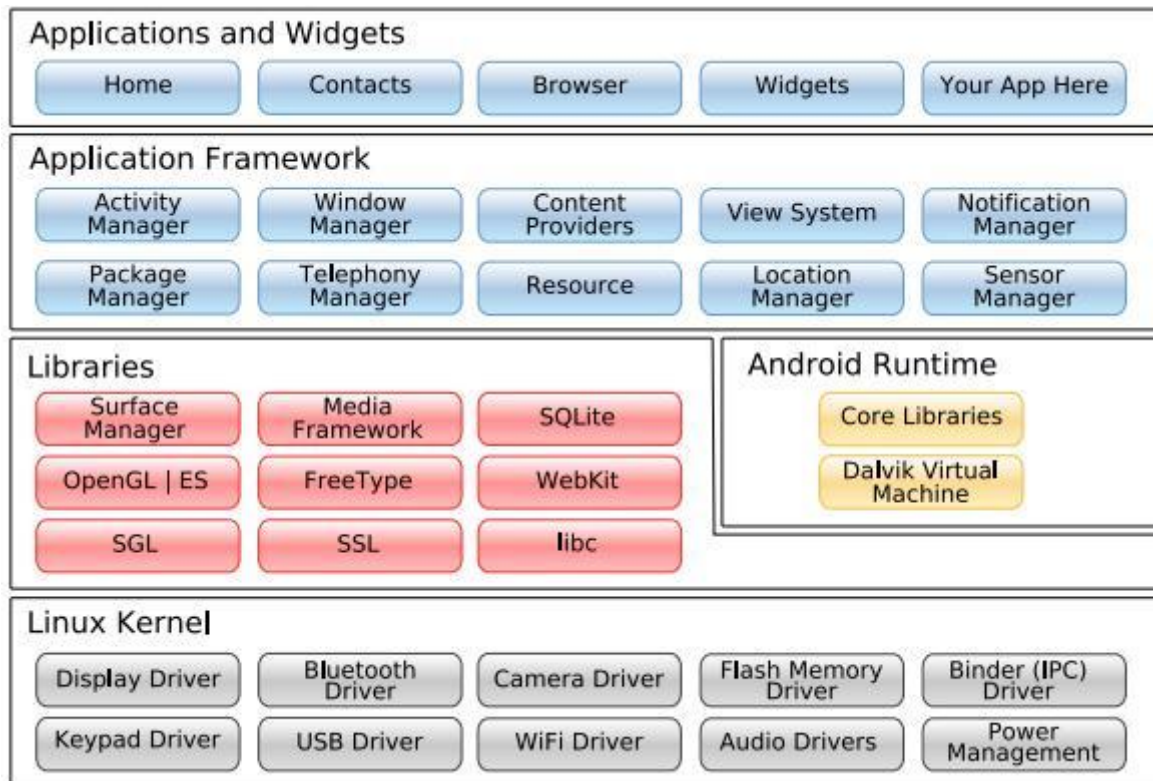 Applications and Widgets
Home
Contacts
Browser
Widgets
Your App Here
Application Framework
Activity
Manager
Window
Manager
Content
Providers
View System
Notification
Manager
Package
Manager
Telephony
Manager
Resource
Location
Manager
Sensor
Manager
Libraries
Surface
Manager
Media
Framework
SQLite
OpenGL | ES
FreeType
WebKit
SGL
SSL
libc
Android Runtime
Core Libraries
Dalvik Virtual
Machine
Linux Kernel
Display Driver
Bluetooth
Driver
Camera Driver
Flash Memory
Driver
Binder (IPC)
Driver
Keypad Driver
USB Driver
WiFi Driver
Audio Drivers
Power
Management